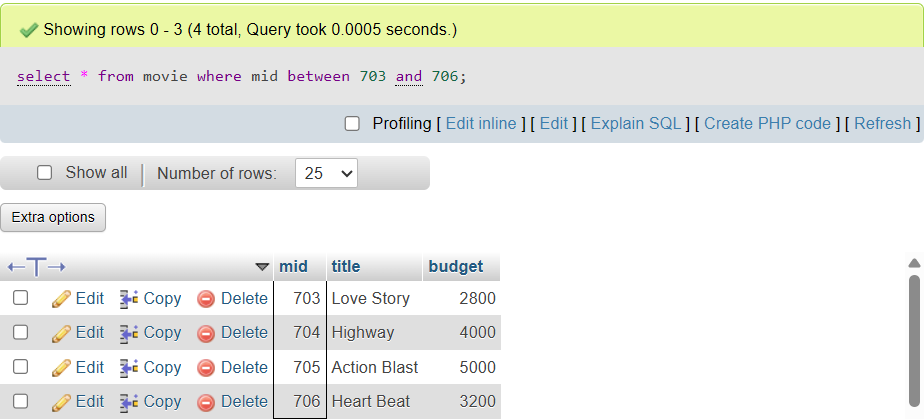 Showing rows 0 - 3 (4 total, Query took 0.0005 seconds.)
select * from movie where mid between 703 and 706;
Profiling [ Edit inline ] [ Edit ] [ Explain SQL ] [ Create PHP code ] [ Refresh ]
Show all Number of rows: 25
Extra options
mid title budget
Edit Copy Delete 703 Love Story 2800
Edit Copy Delete 704 Highway 4000
Edit Copy Delete 705 Action Blast 5000
Edit Copy Delete 706 Heart Beat 3200